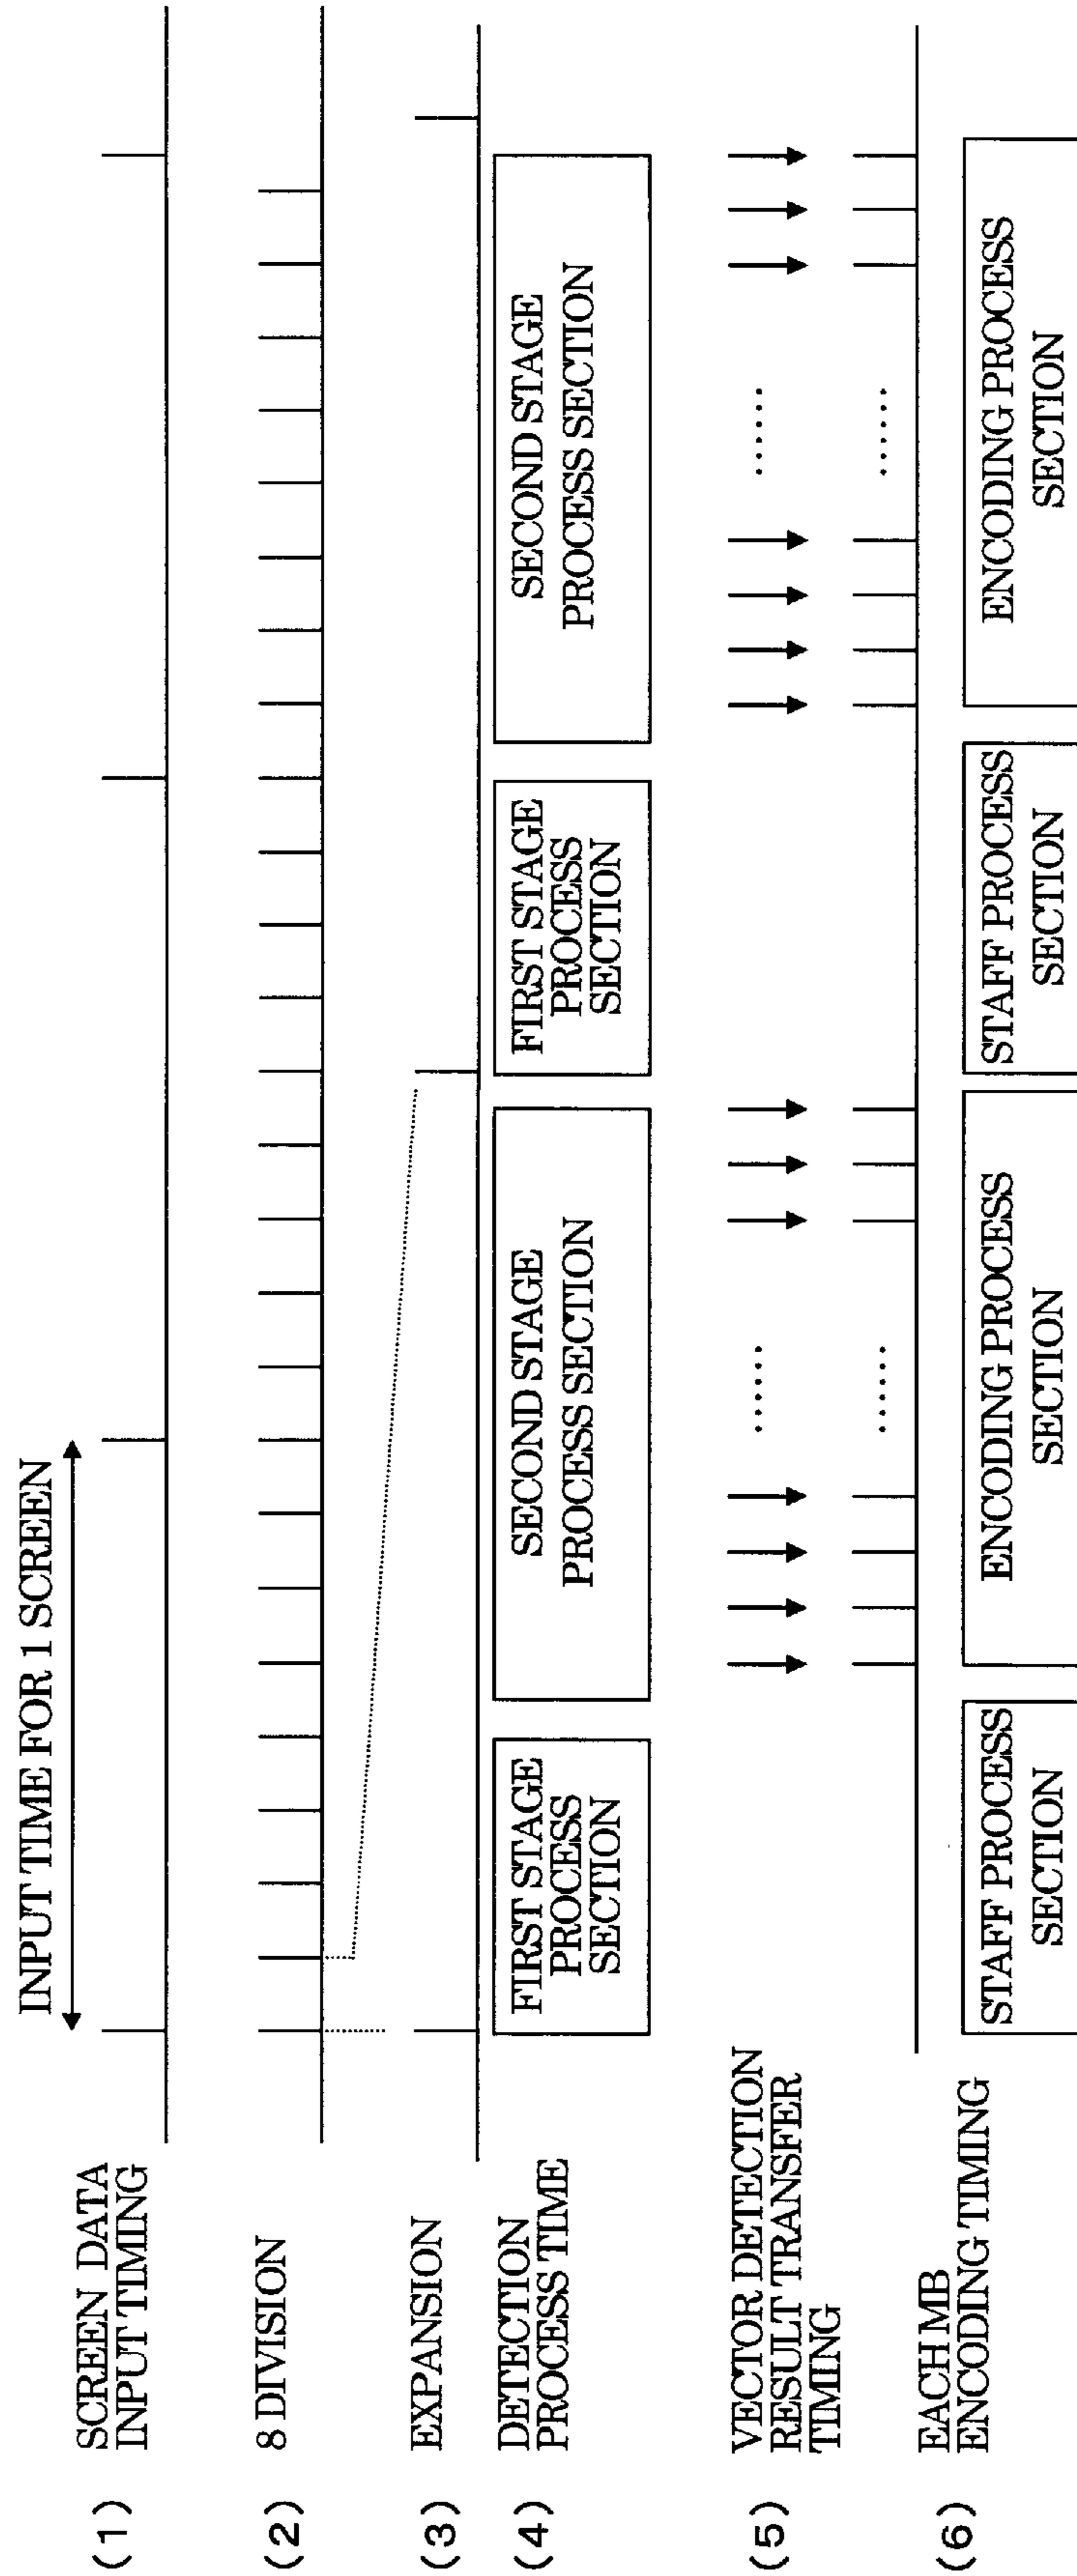 INPUT TIME FOR 1 SCREEN
(1) SCREEN DATA
INPUT TIMING
(2) 8 DIVISION
(3) EXPANSION
(4) DETECTION
PROCESS TIME
FIRST STAGE
PROCESS
SECTION
SECOND STAGE
PROCESS SECTION
FIRST STAGE
PROCESS
SECTION
SECOND STAGE
PROCESS SECTION
(5) VECTOR DETECTION
RESULT TRANSFER
TIMING
......
......
(6) EACH MB
ENCODING TIMING
......
......
STAFF PROCESS
SECTION
ENCODING PROCESS
SECTION
STAFF PROCESS
SECTION
ENCODING PROCESS
SECTION